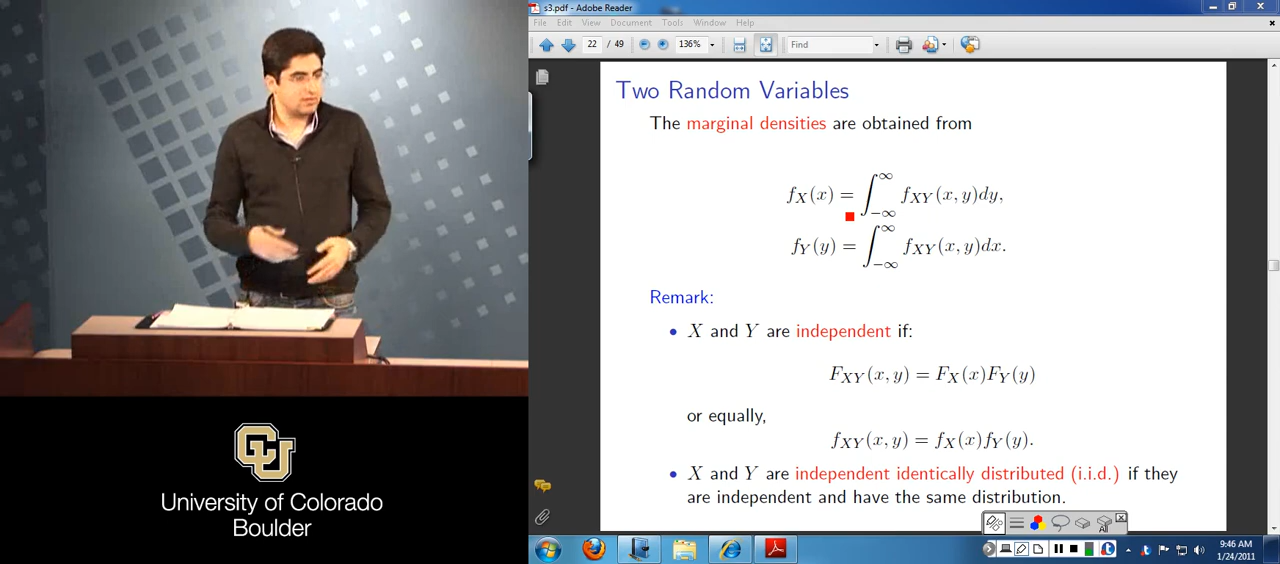 s3.pdf - Adobe Reader
File Edit View Document Tools Window Help
22 / 49 136% Find
Two Random Variables
The marginal densities are obtained from
f_X(x) = ∫_{-∞}^{∞} f_{XY}(x, y)dy,
f_Y(y) = ∫_{-∞}^{∞} f_{XY}(x, y)dx.
Remark:
• X and Y are independent if:
F_{XY}(x, y) = F_X(x)F_Y(y)
or equally,
f_{XY}(x, y) = f_X(x)f_Y(y).
• X and Y are independent identically distributed (i.i.d.) if they
are independent and have the same distribution.
All
CU
University of Colorado
Boulder
9:46 AM
1/24/2011